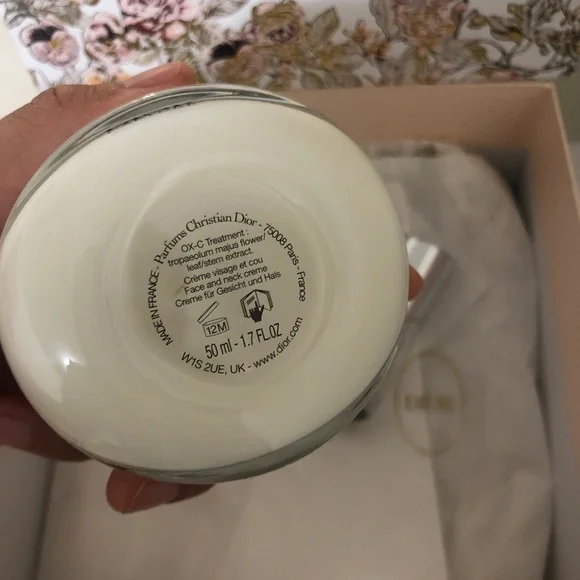 MADE IN FRANCE - Parfums Christian Dior - 75008 Paris - France
OX-C Treatment :
tropaeolum majus flower/
leaf/stem extract.
Crème visage et cou
Face and neck creme
Creme für Gesicht und Hals
12M
50 ml - 1.7 FL.OZ
W1S 2UE, UK - www.dior.com